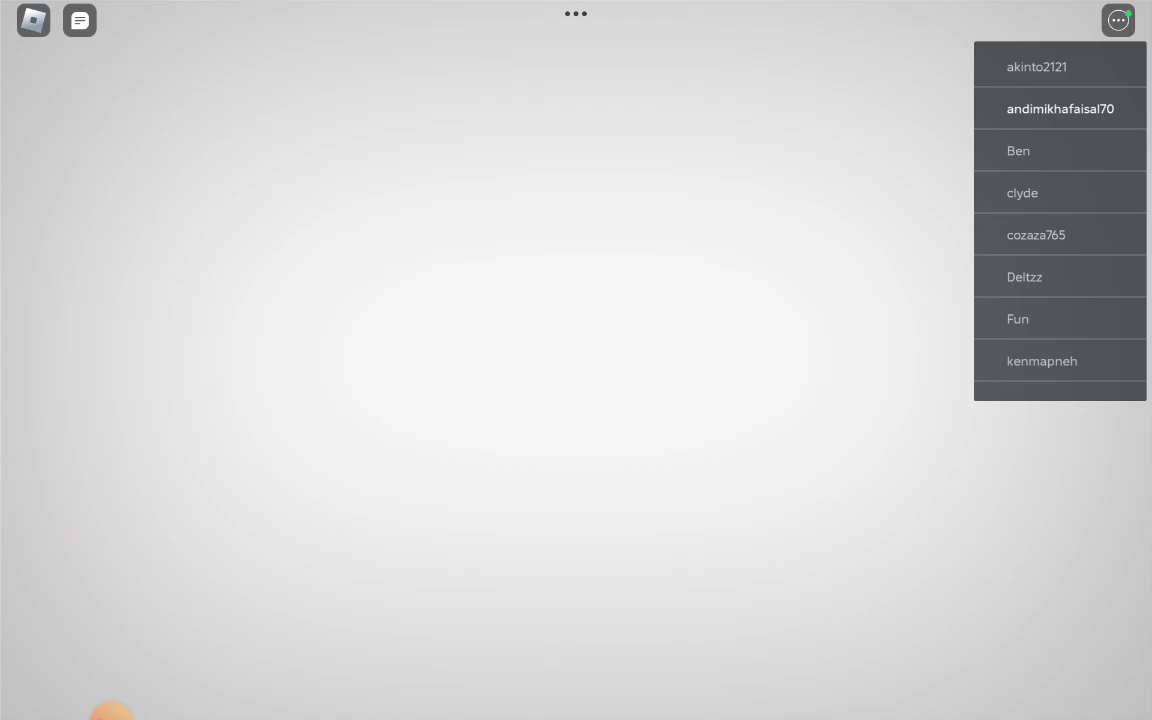 akinto2121
andimikhafaisal70
Ben
clyde
cozaza765
Deltzz
Fun
kenmapneh